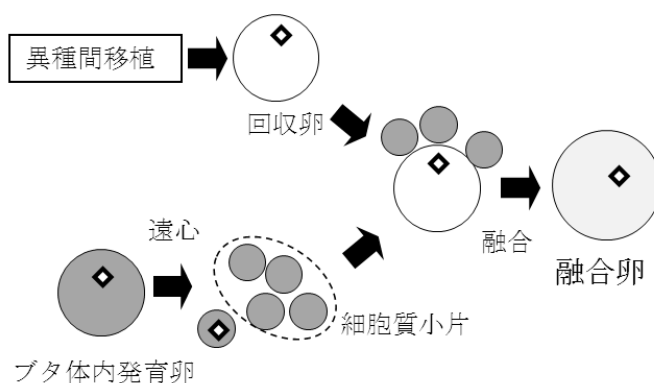 異種間移植
回収卵
遠心
融合
融合卵
細胞質小片
ブタ体内発育卵